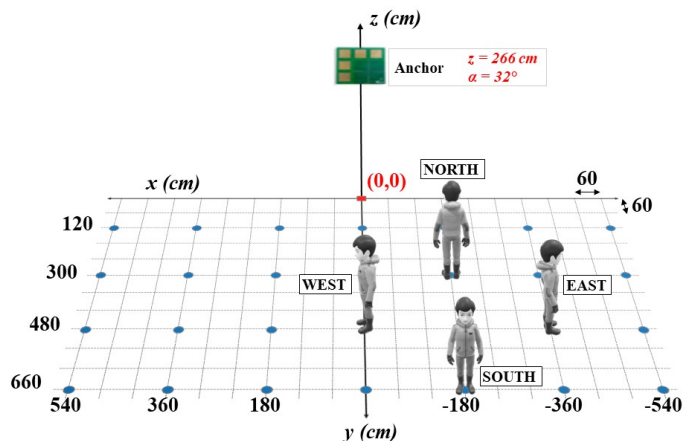 z (cm)
Anchor
z = 266 cm
α = 32°
x (cm)
(0,0)
NORTH
60
60
120
300
WEST
EAST
480
SOUTH
660
540
360
180
-180
-360
-540
y (cm)